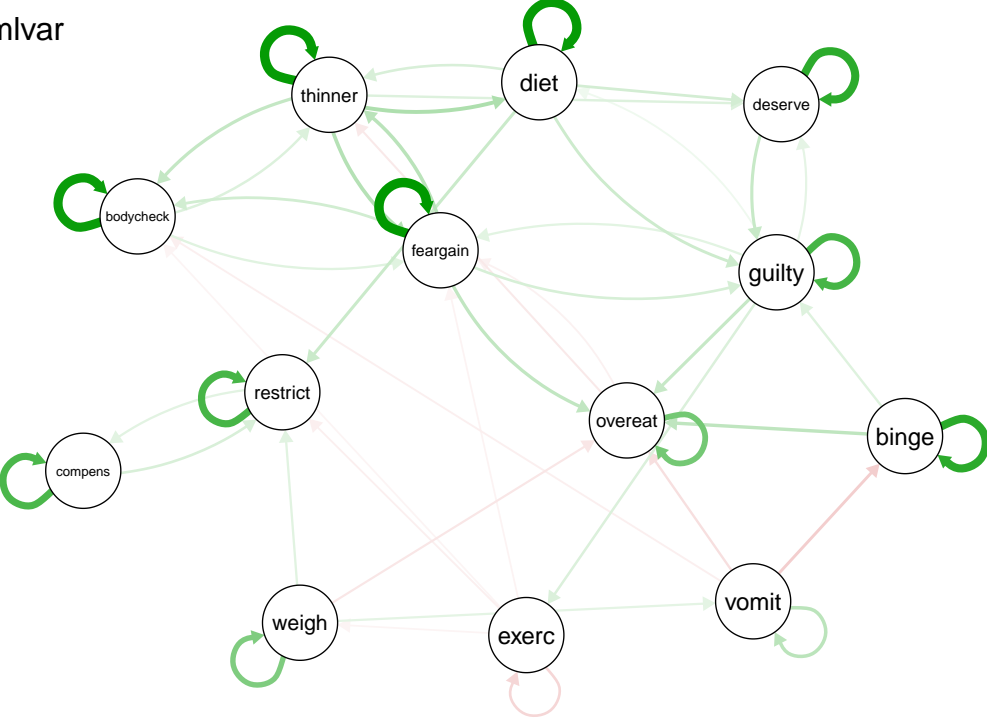 mlvar
diet
thinner
deserve
bodycheck
feargain
guilty
restrict
overeat
binge
compens
vomit
weigh
exerc